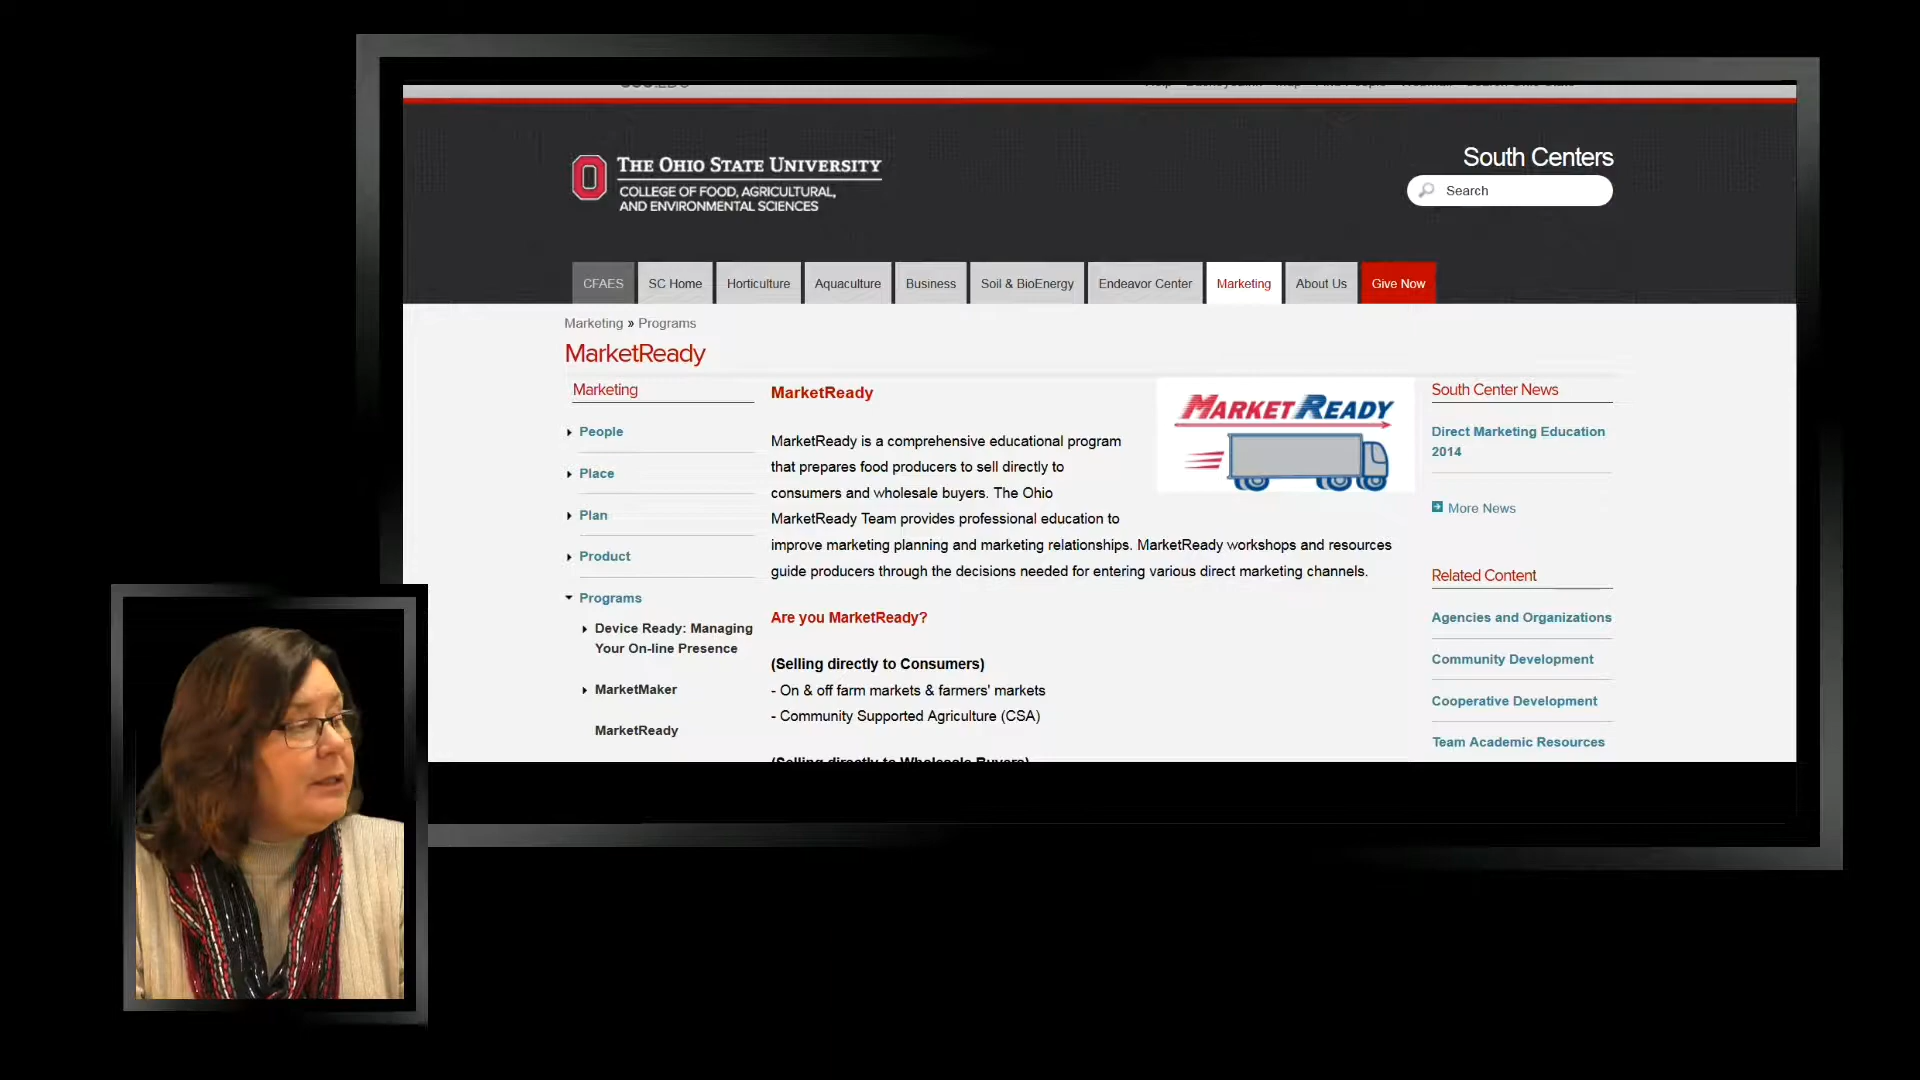 THE OHIO STATE UNIVERSITY
COLLEGE OF FOOD, AGRICULTURAL,
AND ENVIRONMENTAL SCIENCES
South Centers
Search
CFAES
SC Home
Horticulture
Aquaculture
Business
Soil & BioEnergy
Endeavor Center
Marketing
About Us
Give Now
Marketing » Programs
MarketReady
Marketing
People
Place
Plan
Product
Programs
Device Ready: Managing
Your On-line Presence
MarketMaker
MarketReady
MarketReady
MarketReady is a comprehensive educational program
that prepares food producers to sell directly to
consumers and wholesale buyers. The Ohio
MarketReady Team provides professional education to
improve marketing planning and marketing relationships. MarketReady workshops and resources
guide producers through the decisions needed for entering various direct marketing channels.
Are you MarketReady?
(Selling directly to Consumers)
- On & off farm markets & farmers' markets
- Community Supported Agriculture (CSA)
(Selling directly to Wholesale Buyers)
MARKET READY
South Center News
Direct Marketing Education
2014
More News
Related Content
Agencies and Organizations
Community Development
Cooperative Development
Team Academic Resources